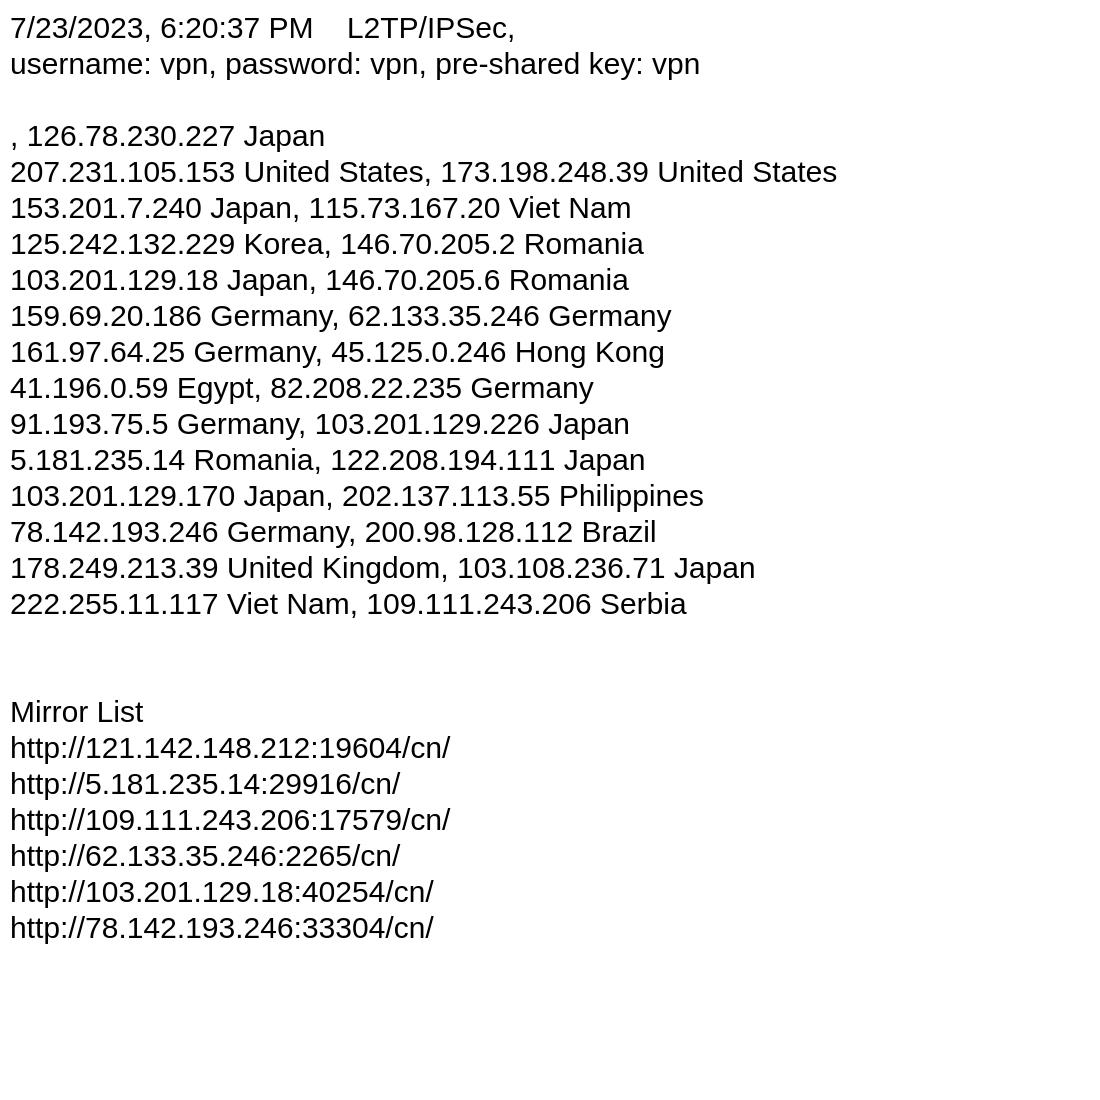 7/23/2023, 6:20:37 PM    L2TP/IPSec,
username: vpn, password: vpn, pre-shared key: vpn
, 126.78.230.227 Japan
207.231.105.153 United States, 173.198.248.39 United States
153.201.7.240 Japan, 115.73.167.20 Viet Nam
125.242.132.229 Korea, 146.70.205.2 Romania
103.201.129.18 Japan, 146.70.205.6 Romania
159.69.20.186 Germany, 62.133.35.246 Germany
161.97.64.25 Germany, 45.125.0.246 Hong Kong
41.196.0.59 Egypt, 82.208.22.235 Germany
91.193.75.5 Germany, 103.201.129.226 Japan
5.181.235.14 Romania, 122.208.194.111 Japan
103.201.129.170 Japan, 202.137.113.55 Philippines
78.142.193.246 Germany, 200.98.128.112 Brazil
178.249.213.39 United Kingdom, 103.108.236.71 Japan
222.255.11.117 Viet Nam, 109.111.243.206 Serbia
Mirror List
http://121.142.148.212:19604/cn/
http://5.181.235.14:29916/cn/
http://109.111.243.206:17579/cn/
http://62.133.35.246:2265/cn/
http://103.201.129.18:40254/cn/
http://78.142.193.246:33304/cn/